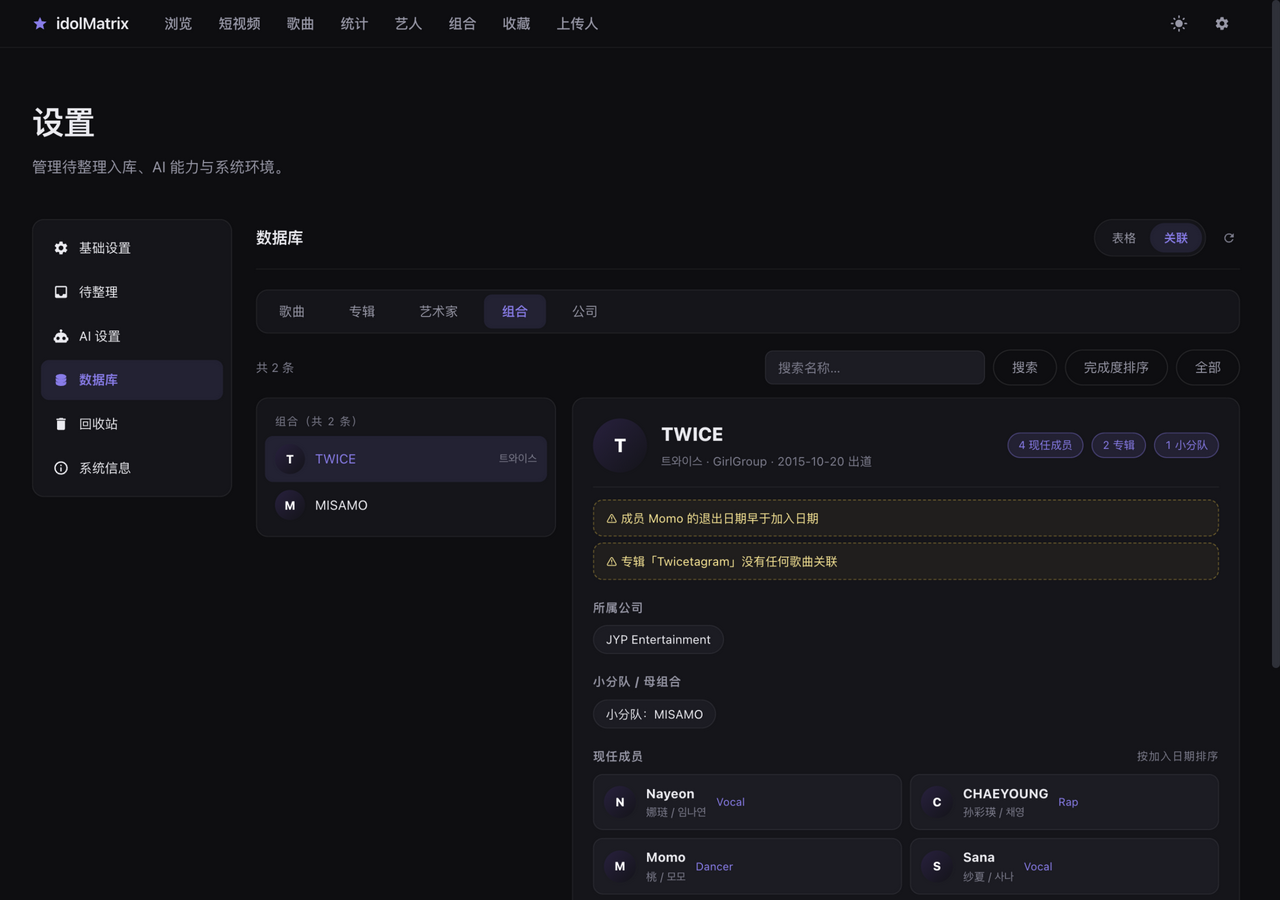 idolMatrix 浏览 短视频 歌曲 统计 艺人 组合 收藏 上传人
设置
管理待整理入库、AI 能力与系统环境。
基础设置
待整理
AI 设置
数据库
回收站
系统信息
数据库
表格 关联
歌曲 专辑 艺术家 组合 公司
共 2 条
搜索名称...
搜索 完成度排序 全部
组合（共 2 条）
T TWICE 트와이스
M MISAMO
T
TWICE
트와이스 · GirlGroup · 2015-10-20 出道
4 现任成员 2 专辑 1 小分队
⚠ 成员 Momo 的退出日期早于加入日期
⚠ 专辑「Twicetagram」没有任何歌曲关联
所属公司
JYP Entertainment
小分队 / 母组合
小分队：MISAMO
现任成员 按加入日期排序
N Nayeon Vocal
娜琏 / 임나연
C CHAEYOUNG Rap
孙彩瑛 / 채영
M Momo Dancer
桃 / 모모
S Sana Vocal
纱夏 / 사나